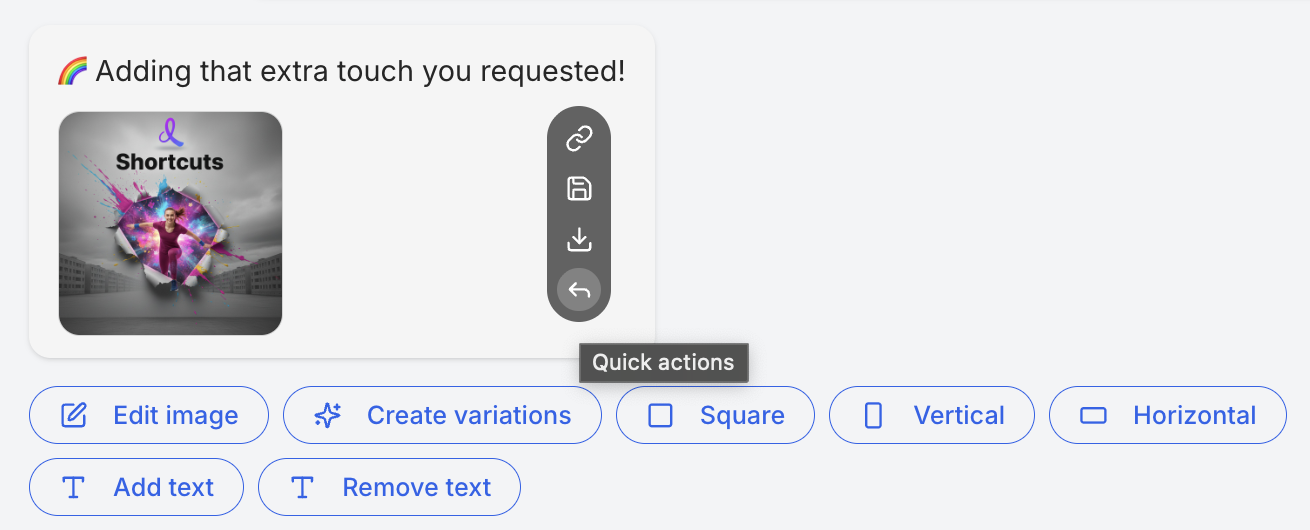 🌈 Adding that extra touch you requested!
Shortcuts
Quick actions
Edit image
Create variations
Square
Vertical
Horizontal
Add text
Remove text